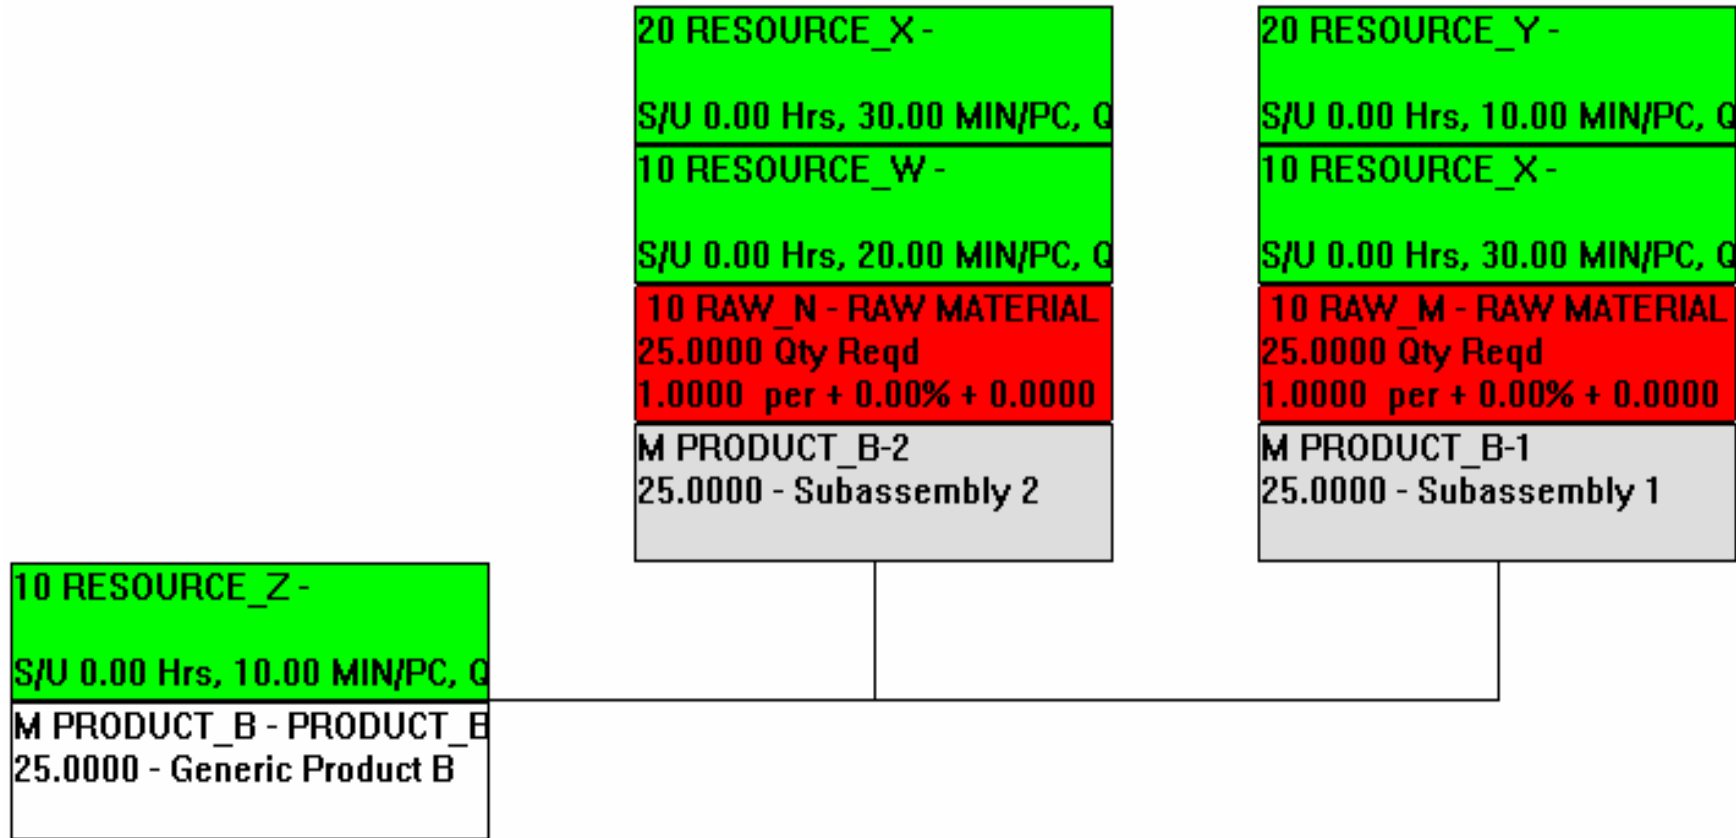 20 RESOURCE_X -
S/U 0.00 Hrs, 30.00 MIN/PC, Q
10 RESOURCE_W -
S/U 0.00 Hrs, 20.00 MIN/PC, Q
10 RAW_N - RAW MATERIAL
25.0000 Qty Reqd
1.0000 per + 0.00% + 0.0000
M PRODUCT_B-2
25.0000 - Subassembly 2
20 RESOURCE_Y -
S/U 0.00 Hrs, 10.00 MIN/PC, Q
10 RESOURCE_X -
S/U 0.00 Hrs, 30.00 MIN/PC, Q
10 RAW_M - RAW MATERIAL
25.0000 Qty Reqd
1.0000 per + 0.00% + 0.0000
M PRODUCT_B-1
25.0000 - Subassembly 1
10 RESOURCE_Z -
S/U 0.00 Hrs, 10.00 MIN/PC, Q
M PRODUCT_B - PRODUCT_B
25.0000 - Generic Product B